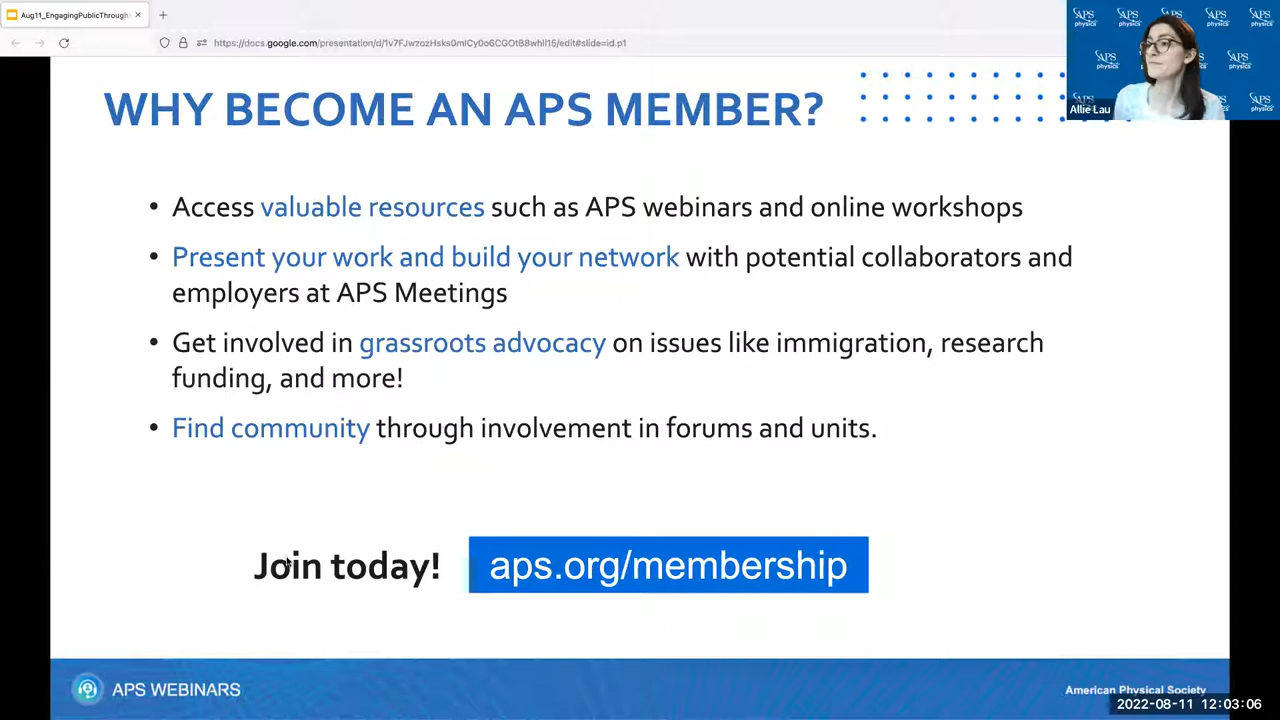 Aug11_EngagingPublicThrough
https://docs.google.com/presentation/d/1v7FJwzozHsks0mlCy0o6CGOtB8whll15/edit#slide=id.p1
APS physics
Allie Lau
WHY BECOME AN APS MEMBER?
• Access valuable resources such as APS webinars and online workshops
• Present your work and build your network with potential collaborators and
employers at APS Meetings
• Get involved in grassroots advocacy on issues like immigration, research
funding, and more!
• Find community through involvement in forums and units.
Join today!
aps.org/membership
APS WEBINARS
American Physical Society
2022-08-11 12:03:06